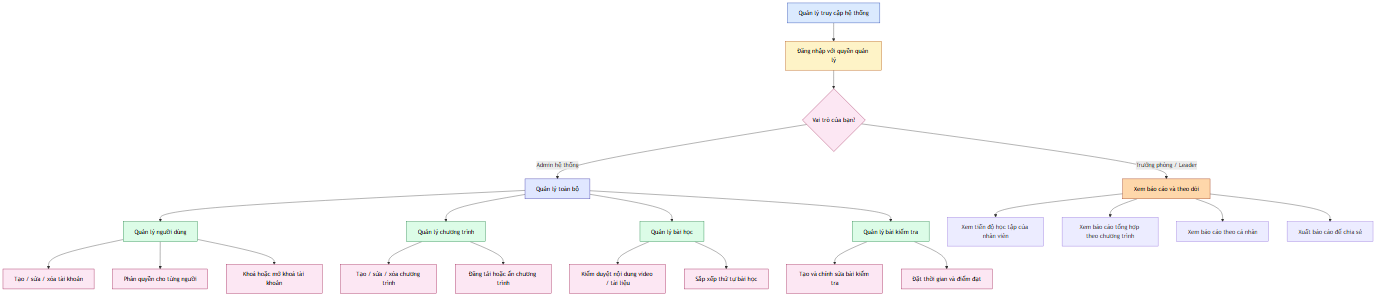 Quản lý truy cập hệ thống
Đăng nhập với quyền quản
lý
Vai trò của bạn?
Admin hệ thống
Trưởng phòng / Leader
Quản lý toàn bộ
Xem báo cáo và theo dõi
Quản lý người dùng
Quản lý chương trình
Quản lý bài học
Quản lý bài kiểm tra
Xem tiến độ học tập của
nhân viên
Xem báo cáo tổng hợp
theo chương trình
Xem báo cáo theo cá nhân
Xuất báo cáo để chia sẻ
Tạo / sửa / xóa tài khoản
Phân quyền cho từng người
Khoá hoặc mở khoá tài
khoản
Tạo / sửa / xóa chương
trình
Đăng tải hoặc ẩn chương
trình
Kiểm duyệt nội dung video
/ tài liệu
Sắp xếp thứ tự bài học
Tạo và chỉnh sửa bài kiểm
tra
Đặt thời gian và điểm đạt